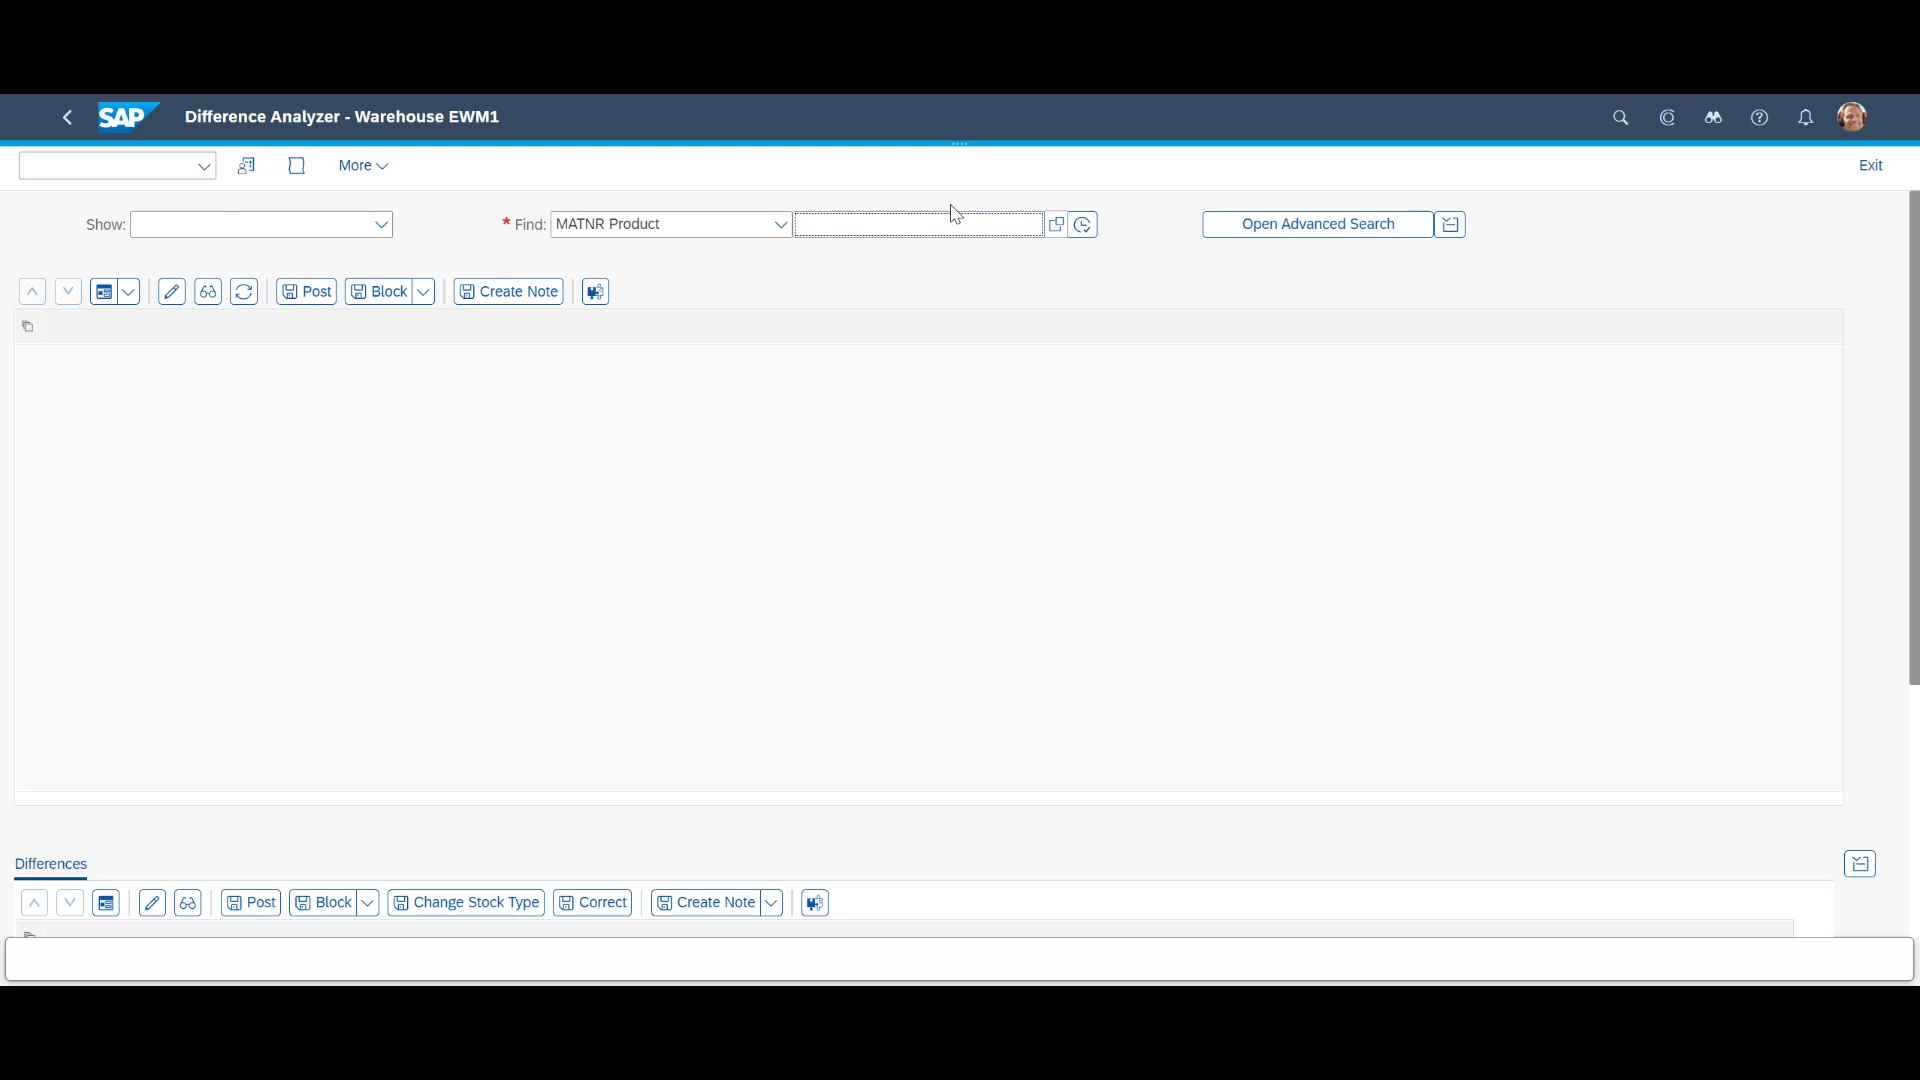 SAP Difference Analyzer - Warehouse EWM1
More Exit
Show: * Find: MATNR Product Open Advanced Search
Post Block Create Note
Differences
Post Block Change Stock Type Correct Create Note